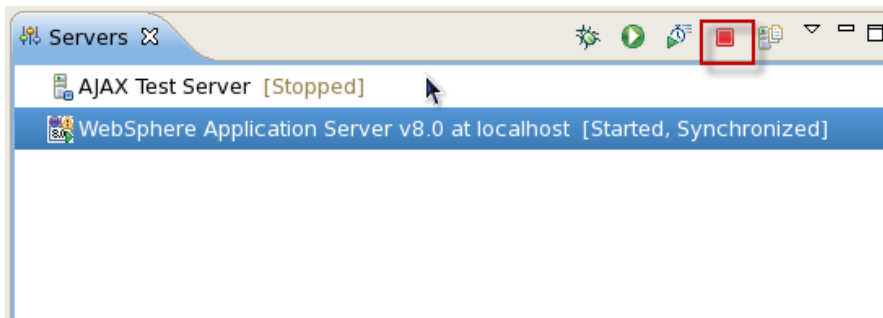 Servers
AJAX Test Server [Stopped]
WebSphere Application Server v8.0 at localhost [Started, Synchronized]